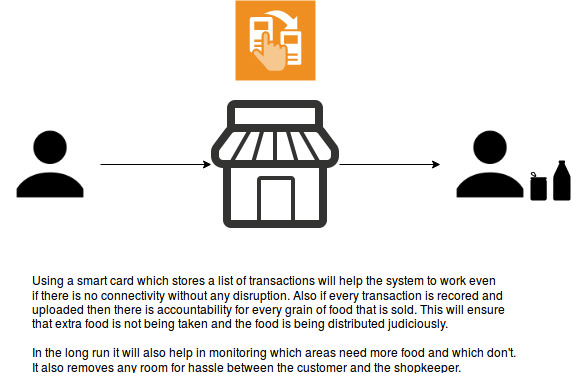 Using a smart card which stores a list of transactions will help the system to work even
if there is no connectivity without any disruption. Also if every transaction is recored and
uploaded then there is accountability for every grain of food that is sold. This will ensure
that extra food is not being taken and the food is being distributed judiciously.
In the long run it will also help in monitoring which areas need more food and which don't.
It also removes any room for hassle between the customer and the shopkeeper.